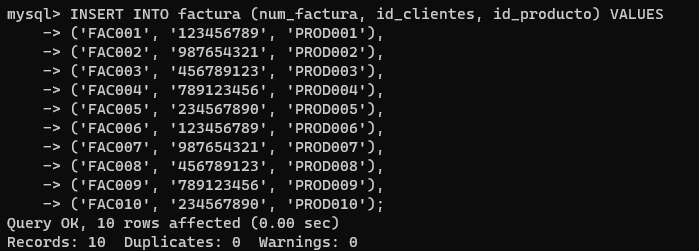 mysql> INSERT INTO factura (num_factura, id_clientes, id_producto) VALUES
    -> ('FAC001', '123456789', 'PROD001'),
    -> ('FAC002', '987654321', 'PROD002'),
    -> ('FAC003', '456789123', 'PROD003'),
    -> ('FAC004', '789123456', 'PROD004'),
    -> ('FAC005', '234567890', 'PROD005'),
    -> ('FAC006', '123456789', 'PROD006'),
    -> ('FAC007', '987654321', 'PROD007'),
    -> ('FAC008', '456789123', 'PROD008'),
    -> ('FAC009', '789123456', 'PROD009'),
    -> ('FAC010', '234567890', 'PROD010');
Query OK, 10 rows affected (0.00 sec)
Records: 10  Duplicates: 0  Warnings: 0